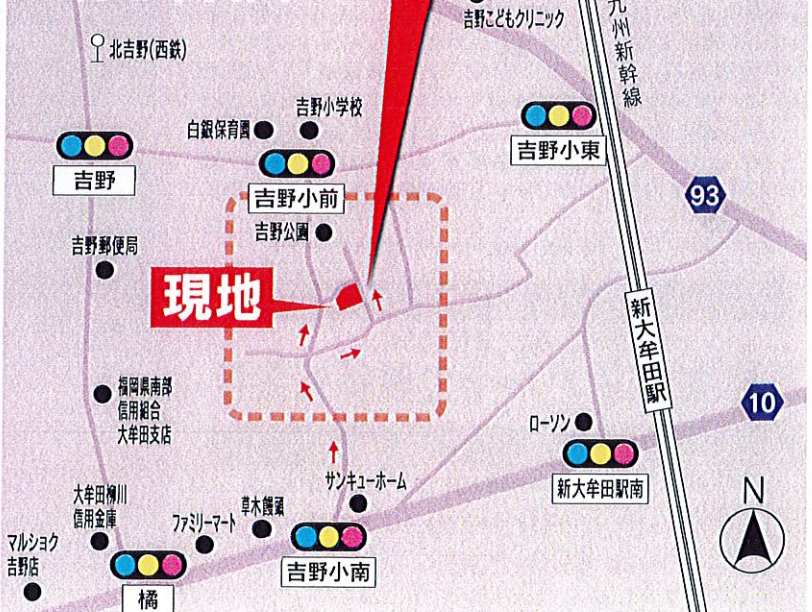 吉野こどもクリニック
九州新幹線
北吉野(西鉄)
吉野小学校
白銀保育園
吉野小東
吉野
吉野小前
93
吉野公園
吉野郵便局
現地
新大牟田駅
福岡県南部
信用組合
大牟田支店
10
ローソン
新大牟田駅南
サンキューホーム
N
大牟田柳川
信用金庫
草木饅頭
ファミリーマート
マルショク
吉野店
吉野小南
橘